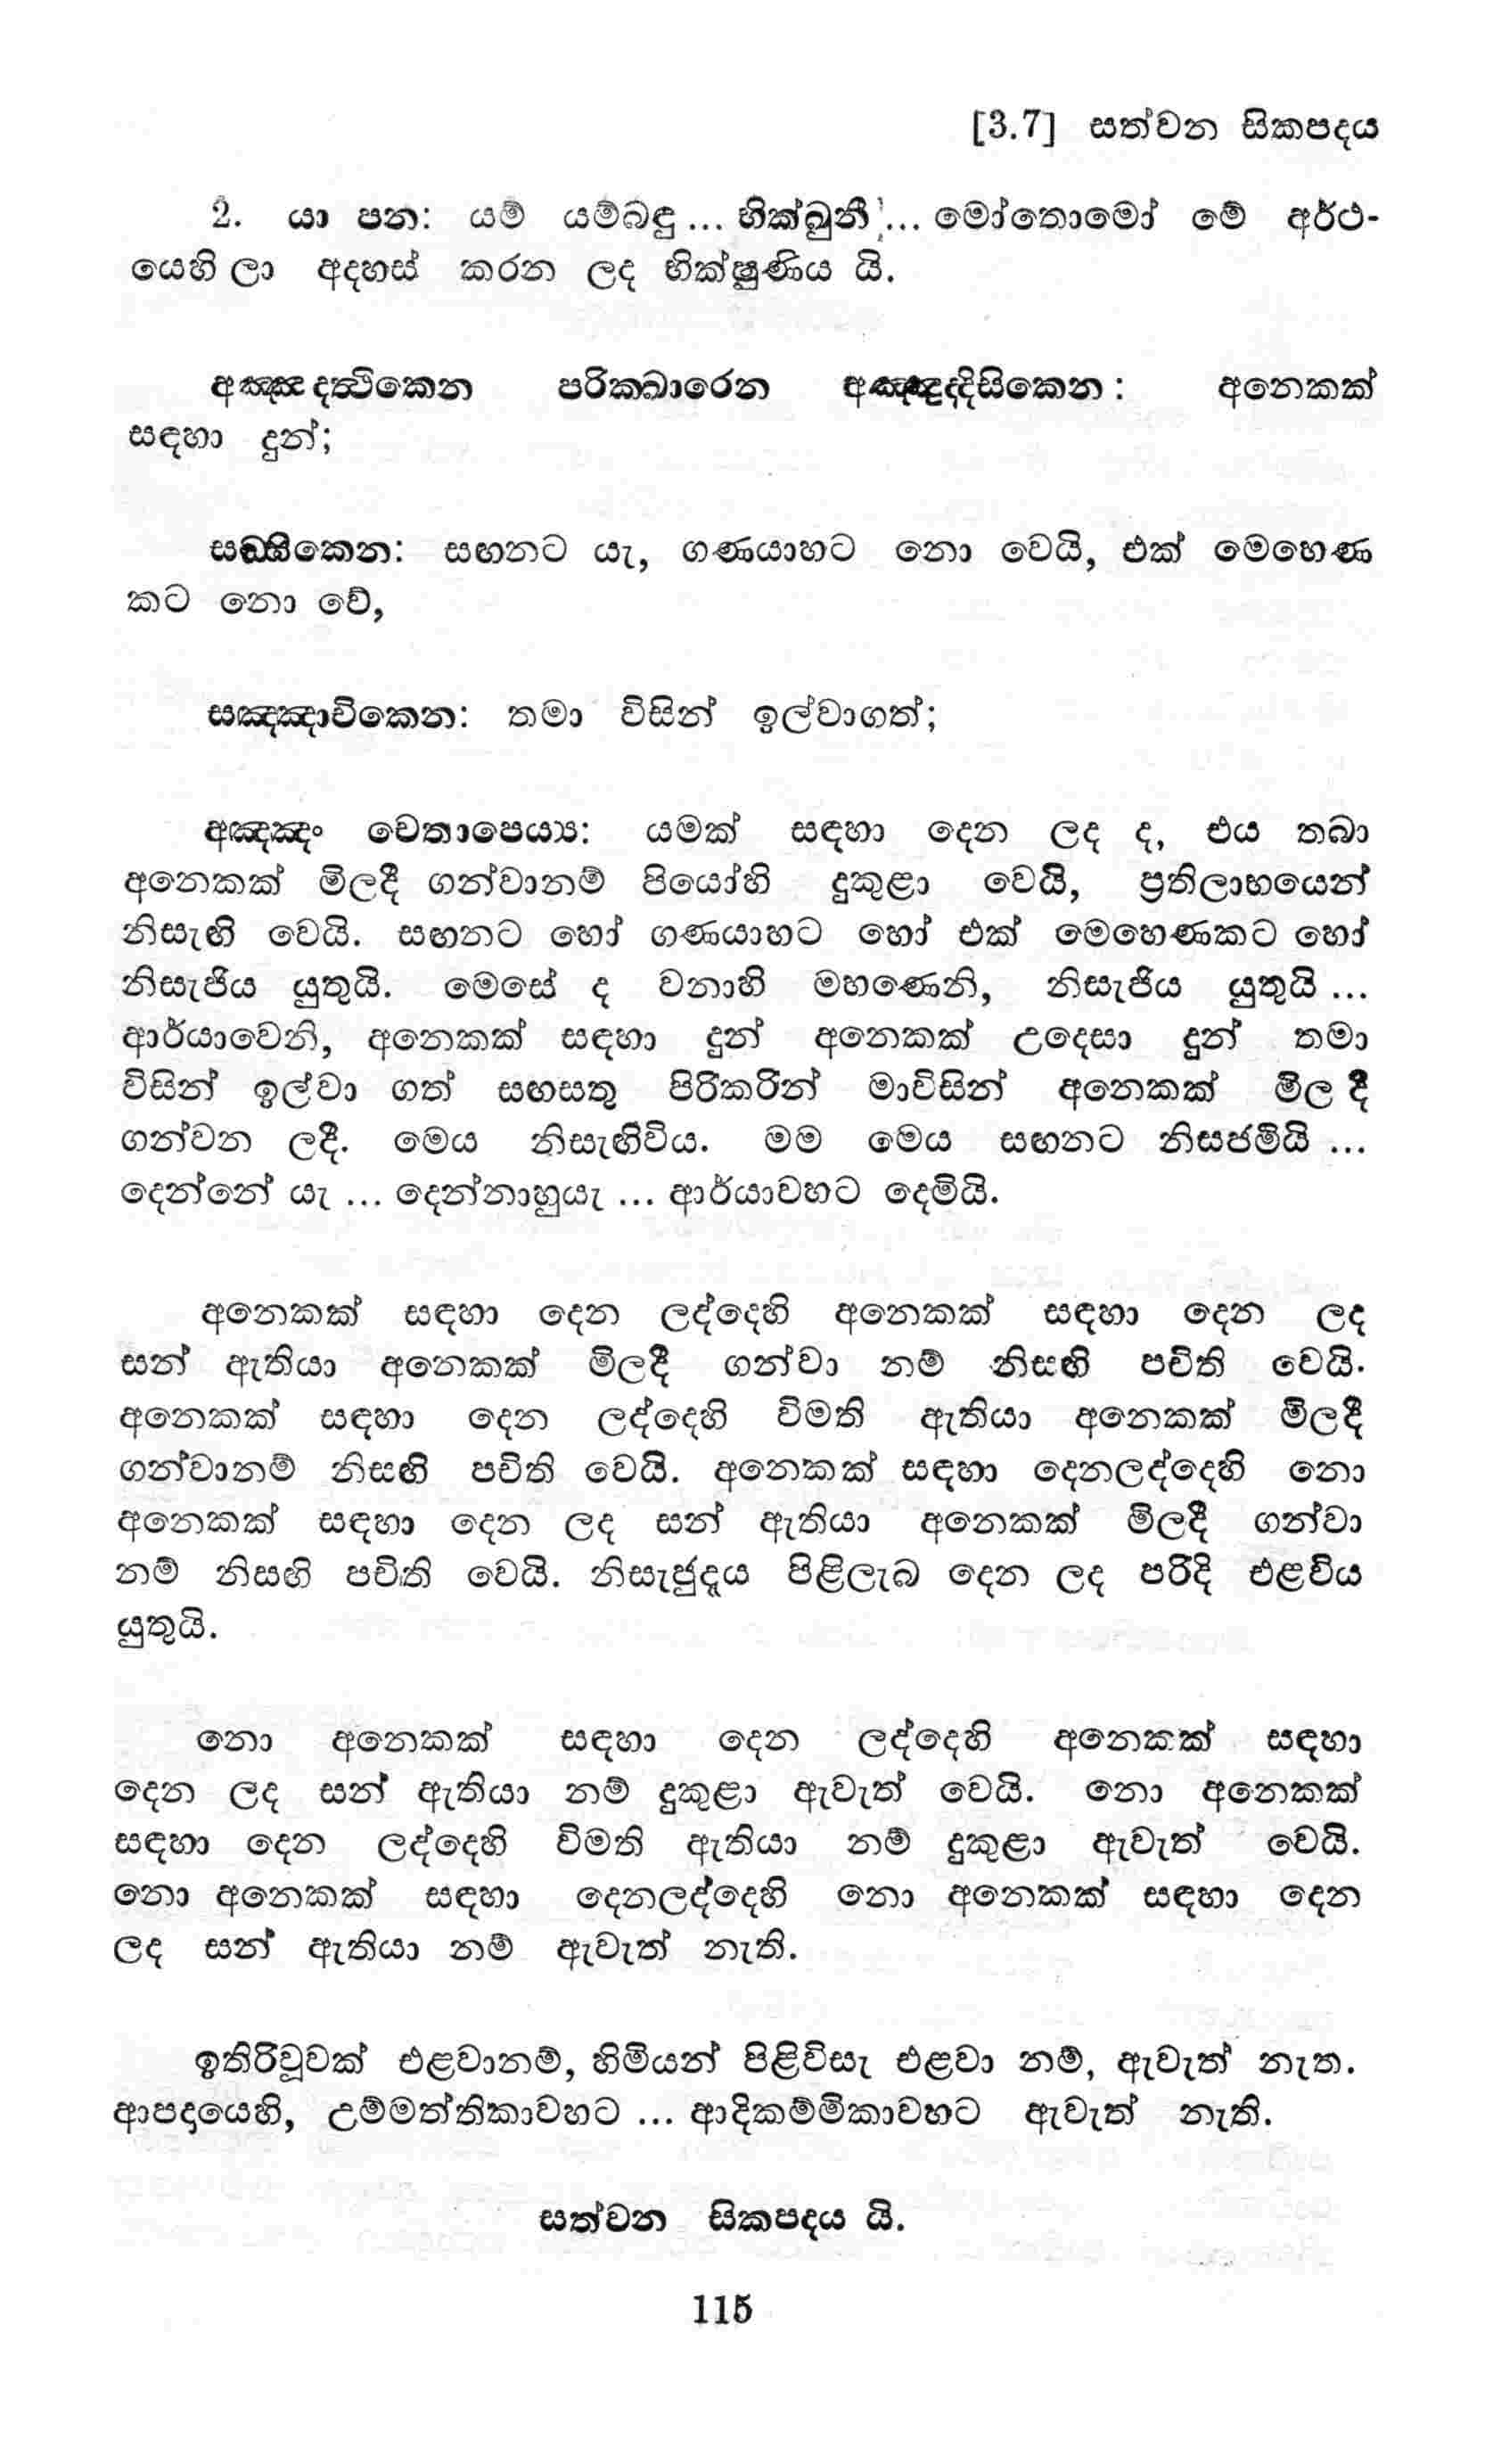 [3.7] සත්වන සිකපදය
2. යා පන: යම් යම්බඳු ... භික්ඛුනී ... මෝතොමෝ මේ අර්ථ-
යෙහි ලා අදහස් කරන ලද භික්ෂුණිය යි.
අඤ්ඤදත්ථිකෙන පරික්ඛාරෙන අඤ්ඤුද්දිසිකෙන : අනෙකක්
සඳහා දුන්;
සඞ්ඝිකෙන: සඟනට යැ, ගණයාහට නො වෙයි, එක් මෙහෙණ
කට නො වේ,
සඤ්ඤාචිකෙන: තමා විසින් ඉල්වාගත්;
අඤ්ඤං චෙතාපෙය්‍ය: යමක් සඳහා දෙන ලද ද, එය තබා
අනෙකක් මිලදී ගන්වානම් පියෝහි දුකුළා වෙයි, ප්‍රතිලාභයෙන්
නිසැඟි වෙයි. සඟනට හෝ ගණයාහට හෝ එක් මෙහෙණකට හෝ
නිසැජිය යුතුයි. මෙසේ ද වනාහි මහණෙනි, නිසැජිය යුතුයි ...
ආර්යාවෙනි, අනෙකක් සඳහා දුන් අනෙකක් උදෙසා දුන් තමා
විසින් ඉල්වා ගත් සඟසතු පිරිකරින් මාවිසින් අනෙකක් මිල දී
ගන්වන ලදී. මෙය නිසැඟිවිය. මම මෙය සඟනට නිසජමියි ...
දෙන්නේ යැ ... දෙන්නාහුයැ ... ආර්යාවහට දෙමියි.
අනෙකක් සඳහා දෙන ලද්දෙහි අනෙකක් සඳහා දෙන ලද
සන් ඇතියා අනෙකක් මිලදී ගන්වා නම් නිසඟි පචිති වෙයි.
අනෙකක් සඳහා දෙන ලද්දෙහි විමති ඇතියා අනෙකක් මිලදී
ගන්වානම් නිසඟි පචිති වෙයි. අනෙකක් සඳහා දෙනලද්දෙහි නො
අනෙකක් සඳහා දෙන ලද සන් ඇතියා අනෙකක් මිලදී ගන්වා
නම් නිසඟි පචිති වෙයි. නිසැජුදෑය පිළිලැබ දෙන ලද පරිදි එළවිය
යුතුයි.
නො අනෙකක් සඳහා දෙන ලද්දෙහි අනෙකක් සඳහා
දෙන ලද සන් ඇතියා නම් දුකුළා ඇවැත් වෙයි. නො අනෙකක්
සඳහා දෙන ලද්දෙහි විමති ඇතියා නම් දුකුළා ඇවැත් වෙයි.
නො අනෙකක් සඳහා දෙනලද්දෙහි නො අනෙකක් සඳහා දෙන
ලද සන් ඇතියා නම් ඇවැත් නැති.
ඉතිරිවූවක් එළවානම්, හිමියන් පිළිවිසැ එළවා නම්, ඇවැත් නැත.
ආපදායෙහි, උම්මත්තිකාවහට ... ආදිකම්මිකාවහට ඇවැත් නැති.
සත්වන සිකපදය යි.
115